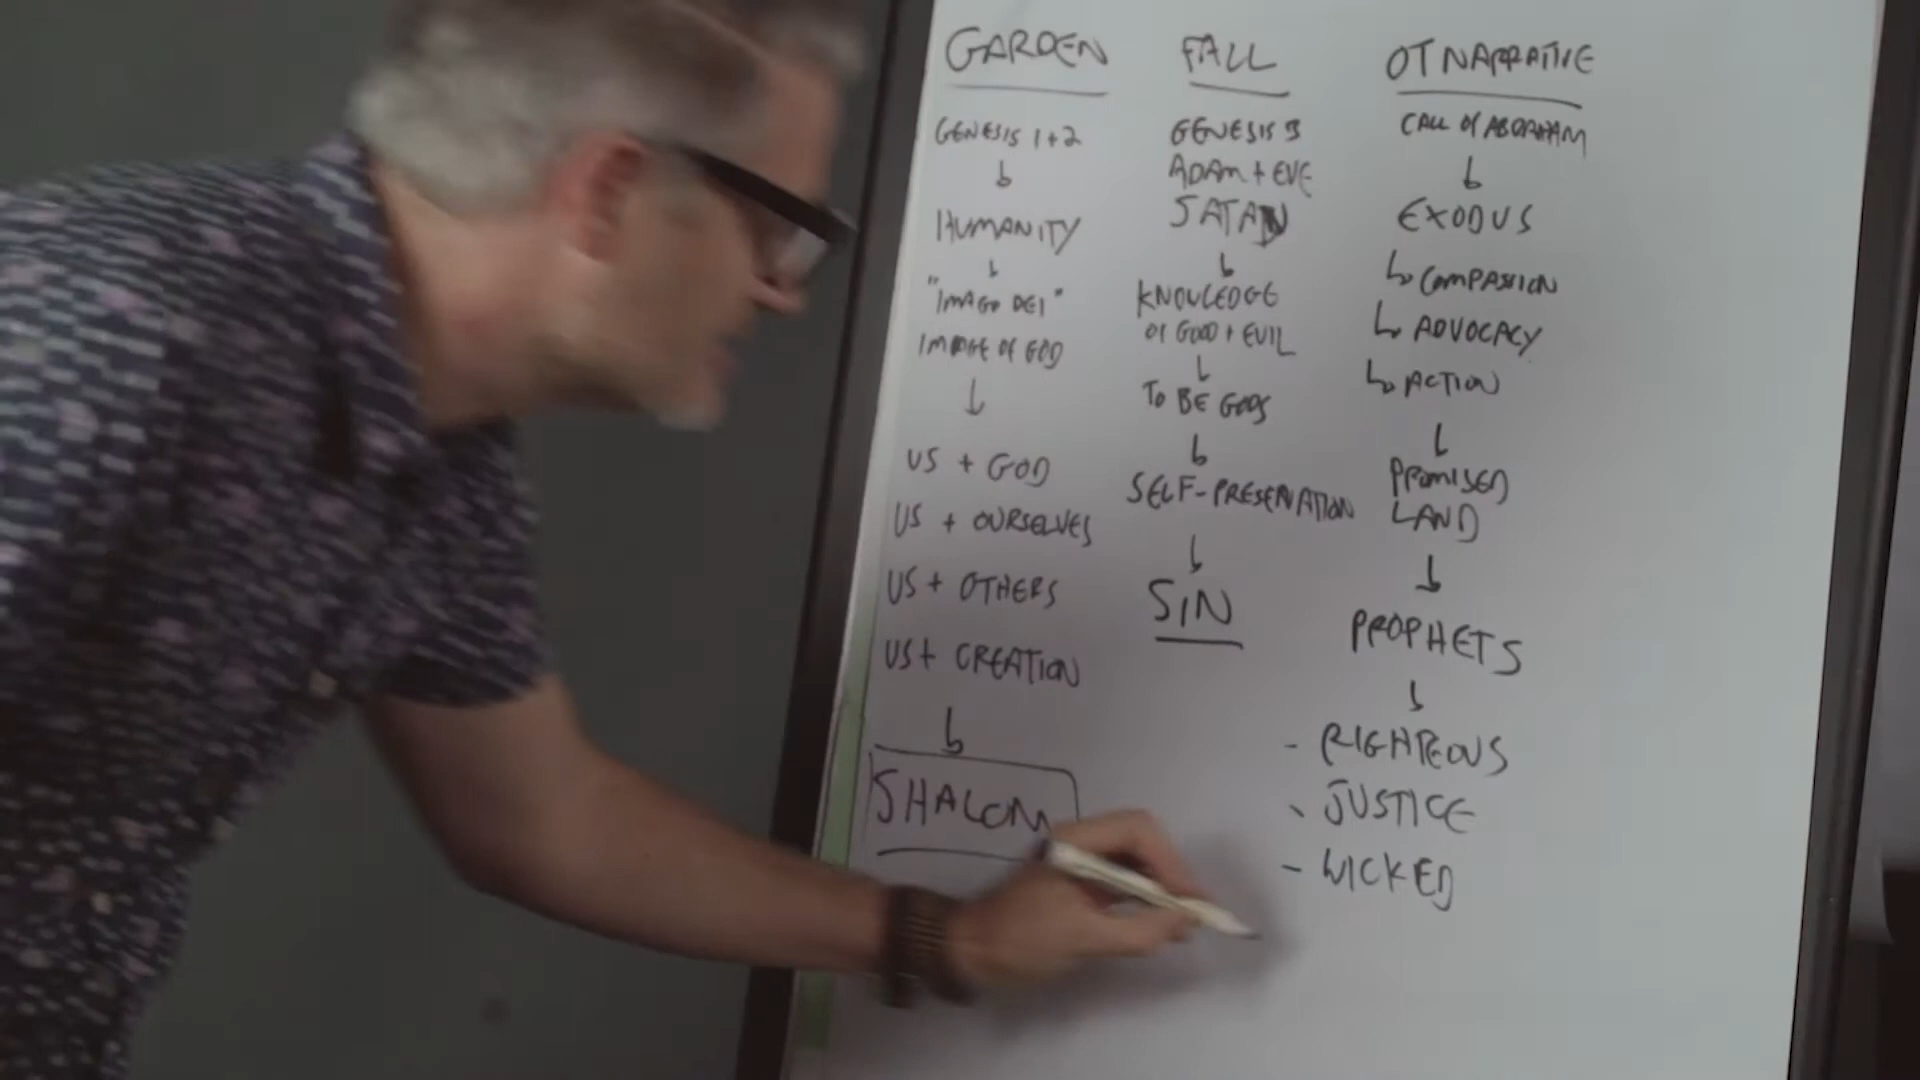 GARDEN
GENESIS 1+2
HUMANITY
"IMAGO DEI"
IMAGE OF GOD
US + GOD
US + OURSELVES
US + OTHERS
US + CREATION
SHALOM
FALL
GENESIS 3
ADAM + EVE
SATAN
KNOWLEDGE
OF GOOD + EVIL
TO BE GODS
SELF-PRESERVATION
SIN
OT NARRATIVE
CALL OF ABRAHAM
EXODUS
COMPASSION
ADVOCACY
ACTION
PROMISED
LAND
PROPHETS
- RIGHTEOUS
- JUSTICE
- WICKED